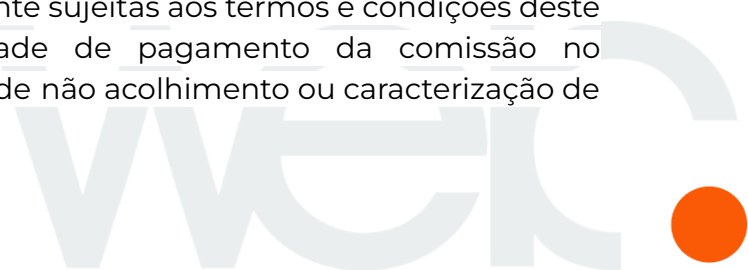 nte sujeitas aos termos e condições deste
ade de pagamento da comissão no
de não acolhimento ou caracterização de